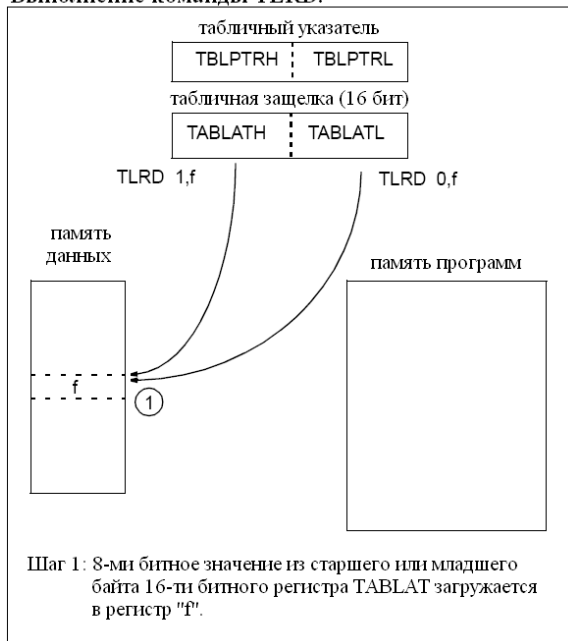 Выполнение команды TLRD.
табличный указатель
TBLPTRH TBLPTRL
табличная защелка (16 бит)
TABLATH TABLATL
TLRD 1,f TLRD 0,f
память
данных
память программ
f
1
Шаг 1: 8-ми битное значение из старшего или младшего
байта 16-ти битного регистра TABLAT загружается
в регистр "f".